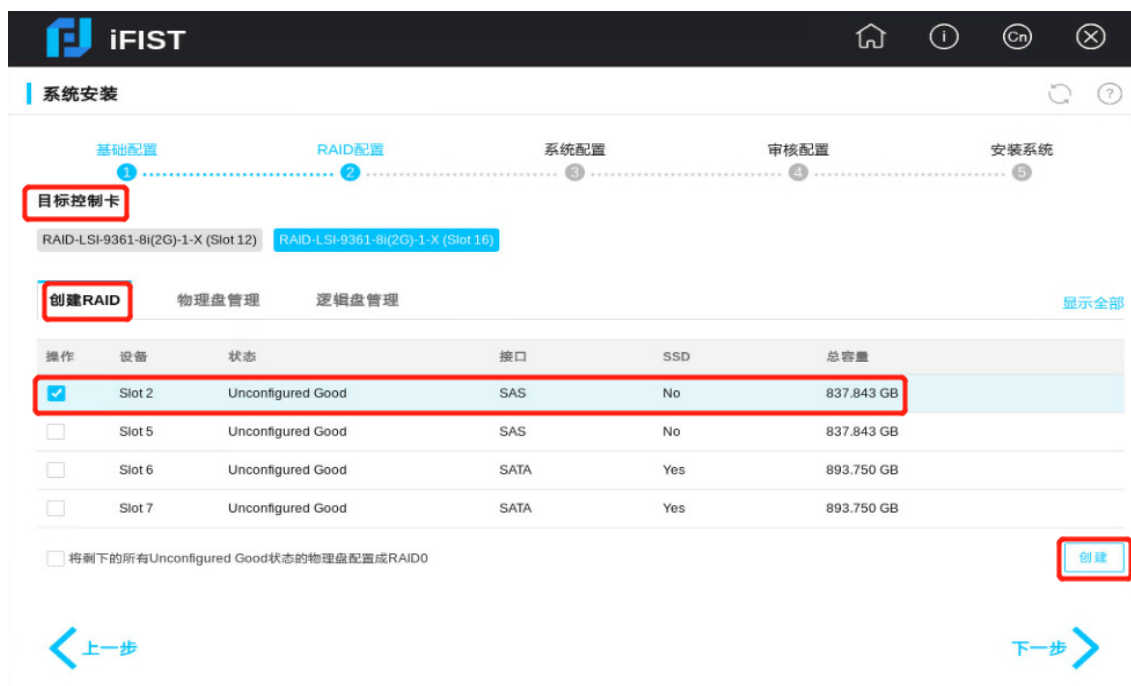 iFIST
Cn
系统安装
基础配置 RAID配置 系统配置 审核配置 安装系统
1 2 3 4 5
目标控制卡
RAID-LSI-9361-8i(2G)-1-X (Slot 12) RAID-LSI-9361-8i(2G)-1-X (Slot 16)
创建RAID 物理盘管理 逻辑盘管理 显示全部
操作 设备 状态 接口 SSD 总容量
Slot 2 Unconfigured Good SAS No 837.843 GB
Slot 5 Unconfigured Good SAS No 837.843 GB
Slot 6 Unconfigured Good SATA Yes 893.750 GB
Slot 7 Unconfigured Good SATA Yes 893.750 GB
将剩下的所有Unconfigured Good状态的物理盘配置成RAID0 创建
上一步 下一步